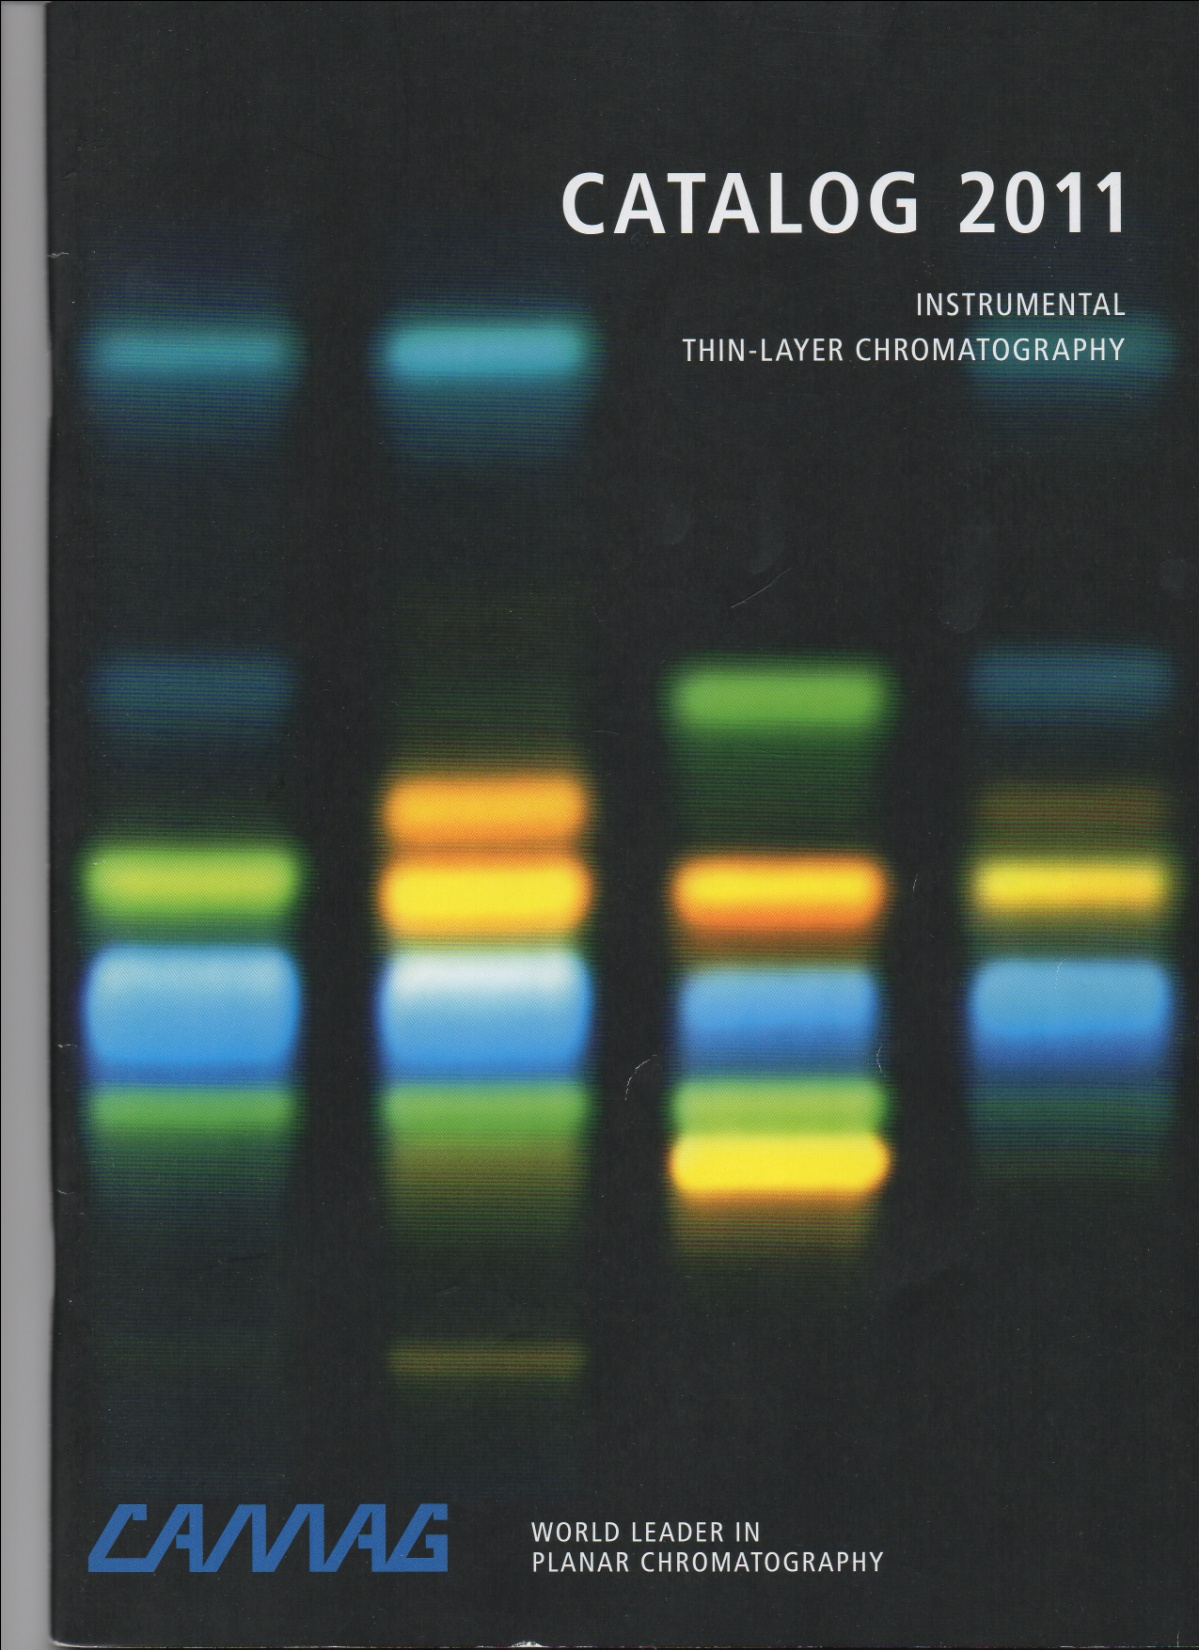 CATALOG 2011
INSTRUMENTAL
THIN-LAYER CHROMATOGRAPHY
CAMAG
WORLD LEADER IN
PLANAR CHROMATOGRAPHY